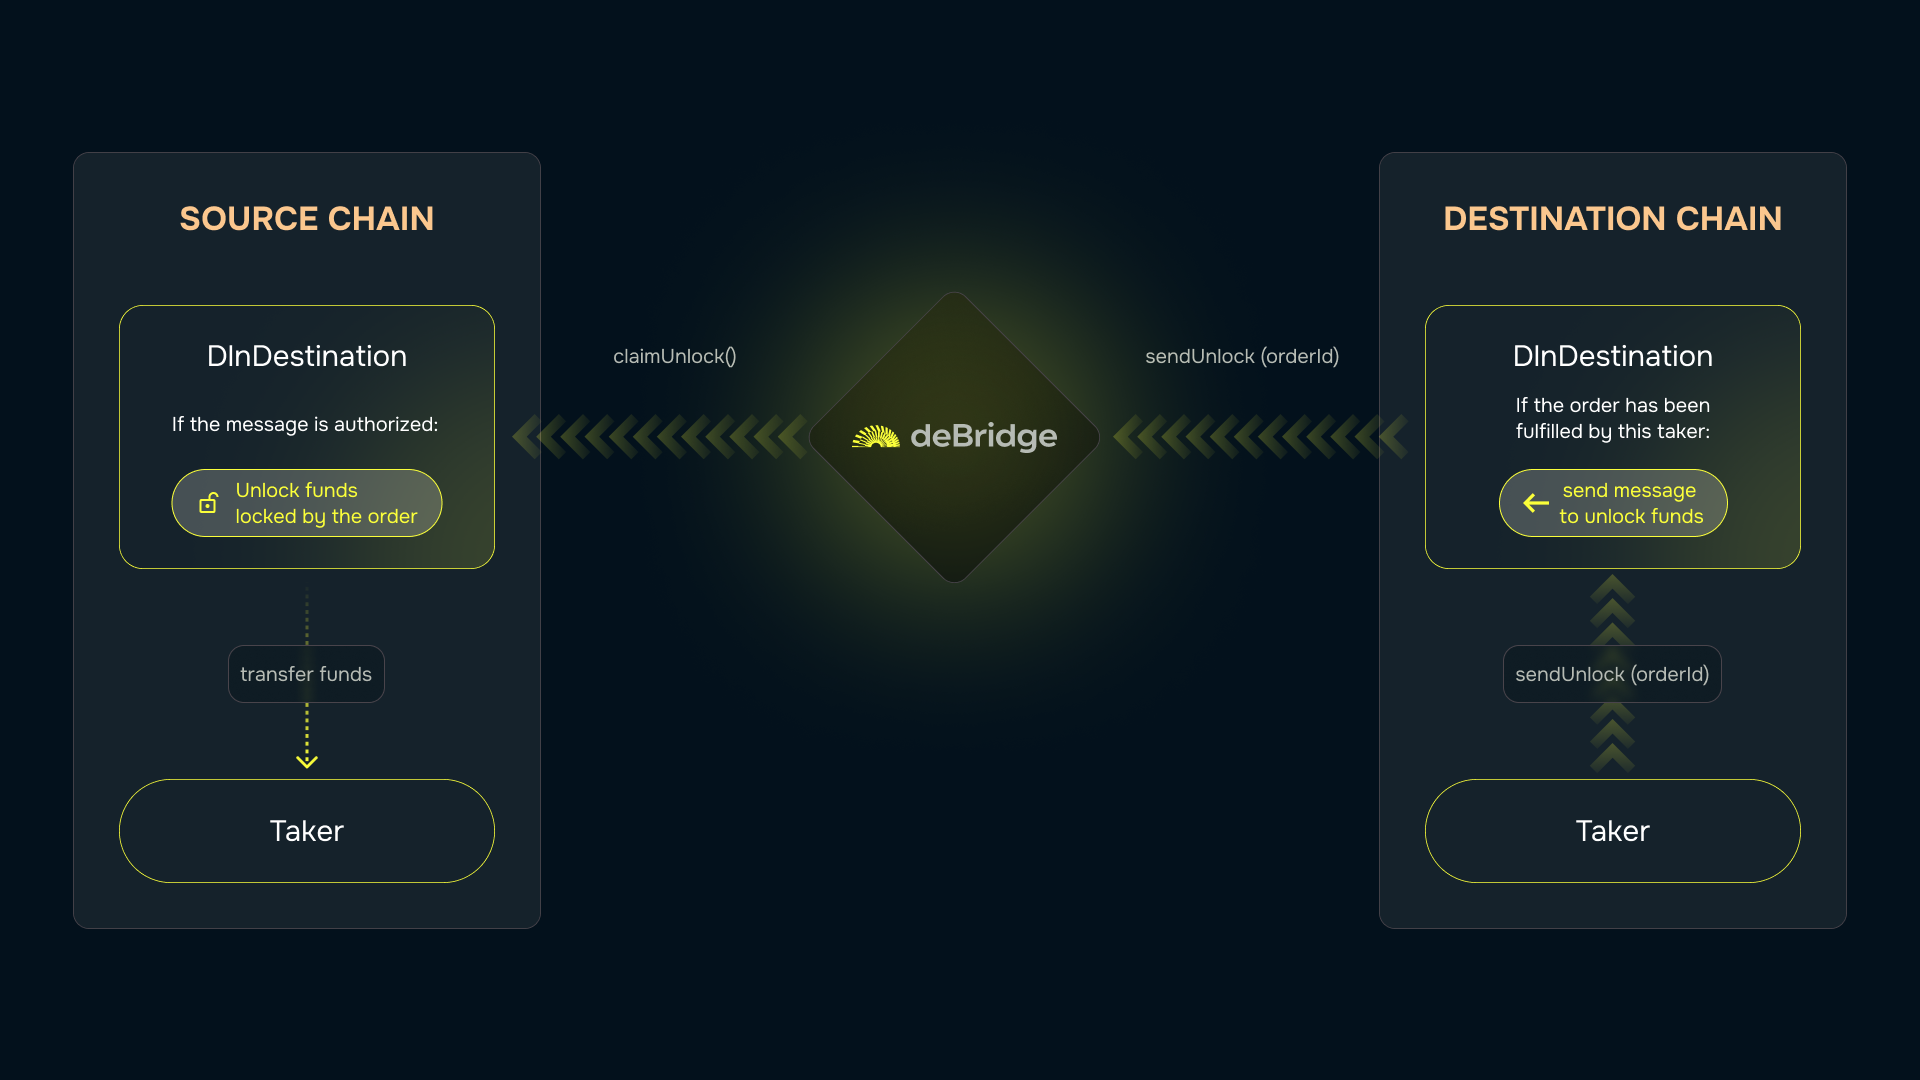 SOURCE CHAIN
DlnDestination
If the message is authorized:
Unlock funds
locked by the order
transfer funds
Taker
claimUnlock()
deBridge
sendUnlock (orderId)
DESTINATION CHAIN
DlnDestination
If the order has been
fulfilled by this taker:
send message
to unlock funds
sendUnlock (orderId)
Taker